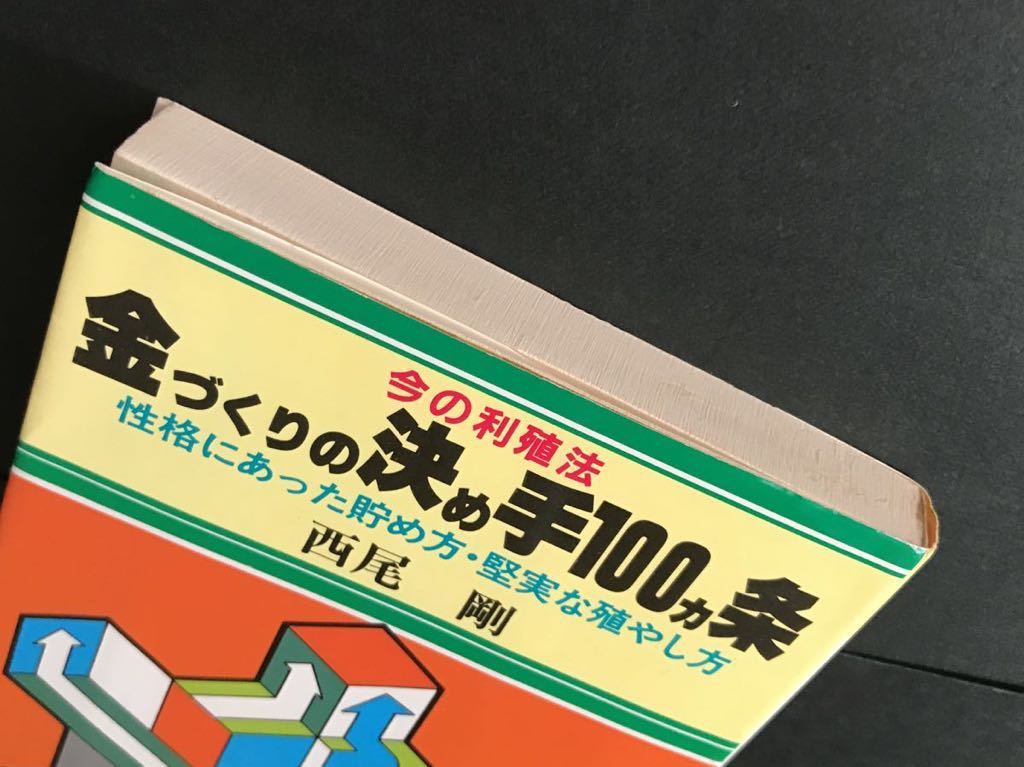 今の利殖法
金づくりの決め手100カ条
性格にあった貯め方・堅実な殖やし方
西尾 剛